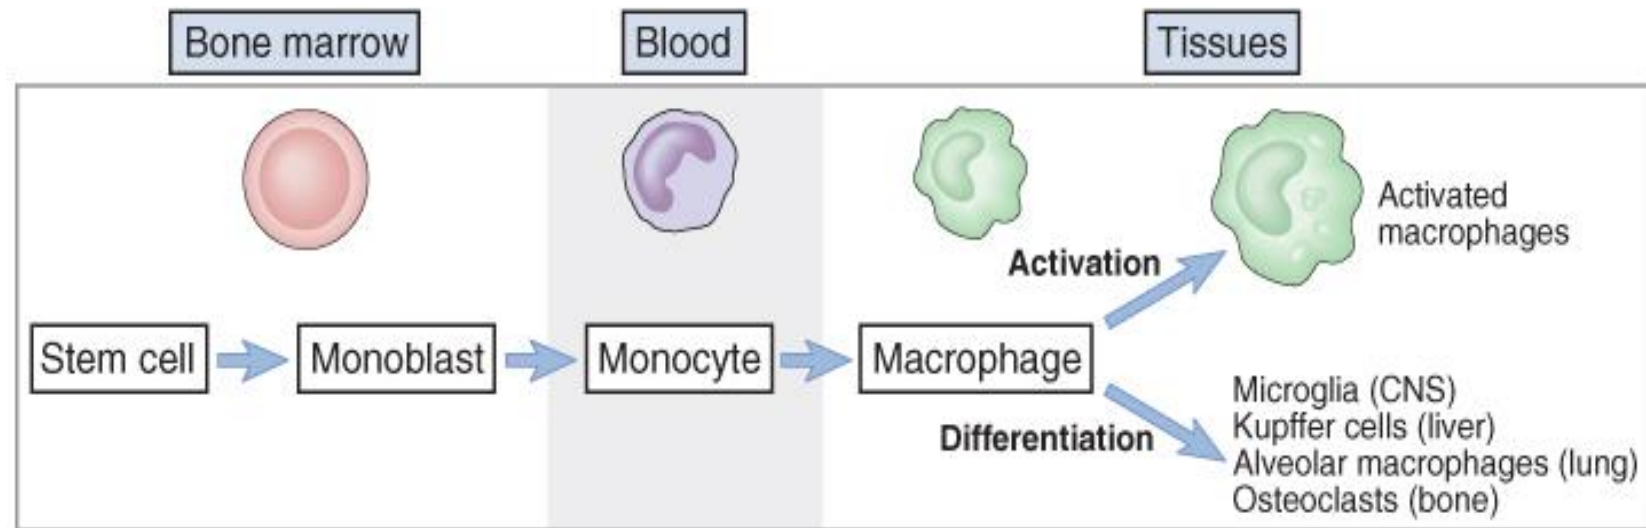 Bone marrow
Blood
Tissues
Activated
macrophages
Activation
Stem cell
Monoblast
Monocyte
Macrophage
Differentiation
Microglia (CNS)
Kupffer cells (liver)
Alveolar macrophages (lung)
Osteoclasts (bone)